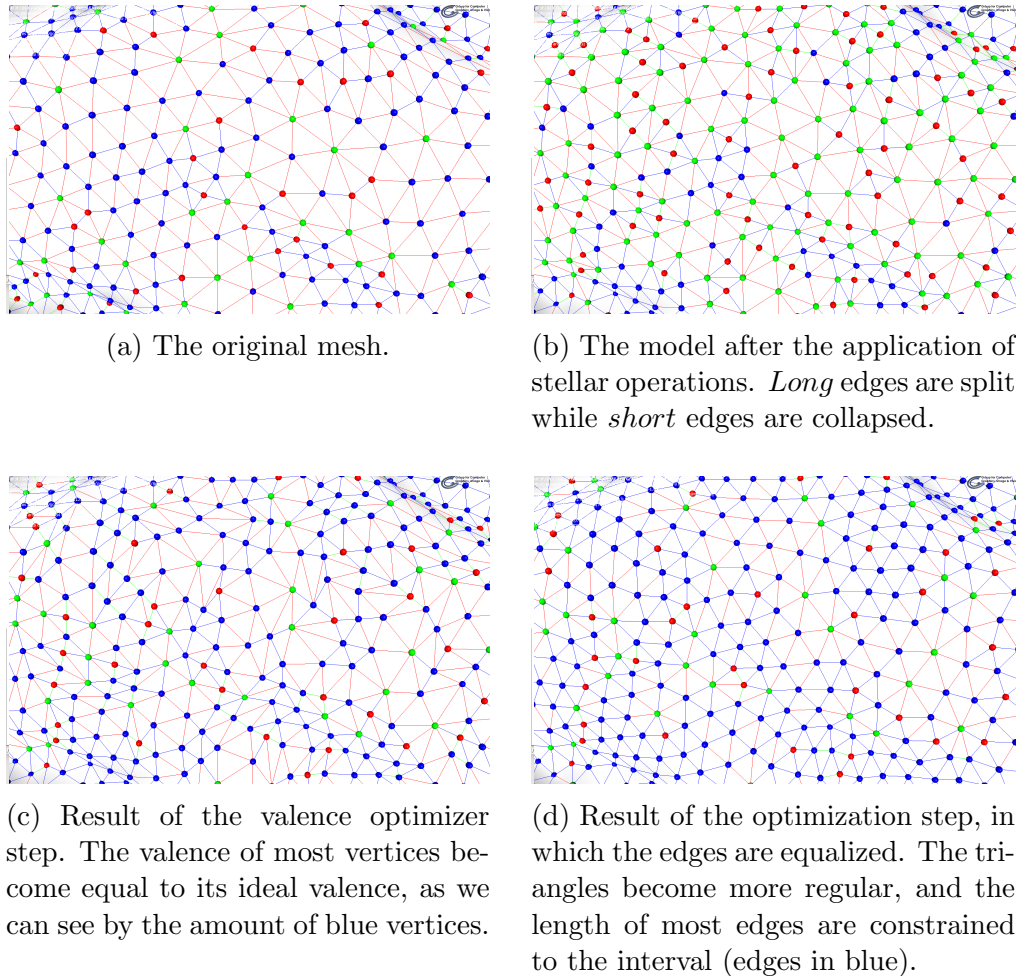 (a) The original mesh.
(b) The model after the application of
stellar operations. Long edges are split
while short edges are collapsed.
(c) Result of the valence optimizer
step. The valence of most vertices be-
come equal to its ideal valence, as we
can see by the amount of blue vertices.
(d) Result of the optimization step, in
which the edges are equalized. The tri-
angles become more regular, and the
length of most edges are constrained
to the interval (edges in blue).